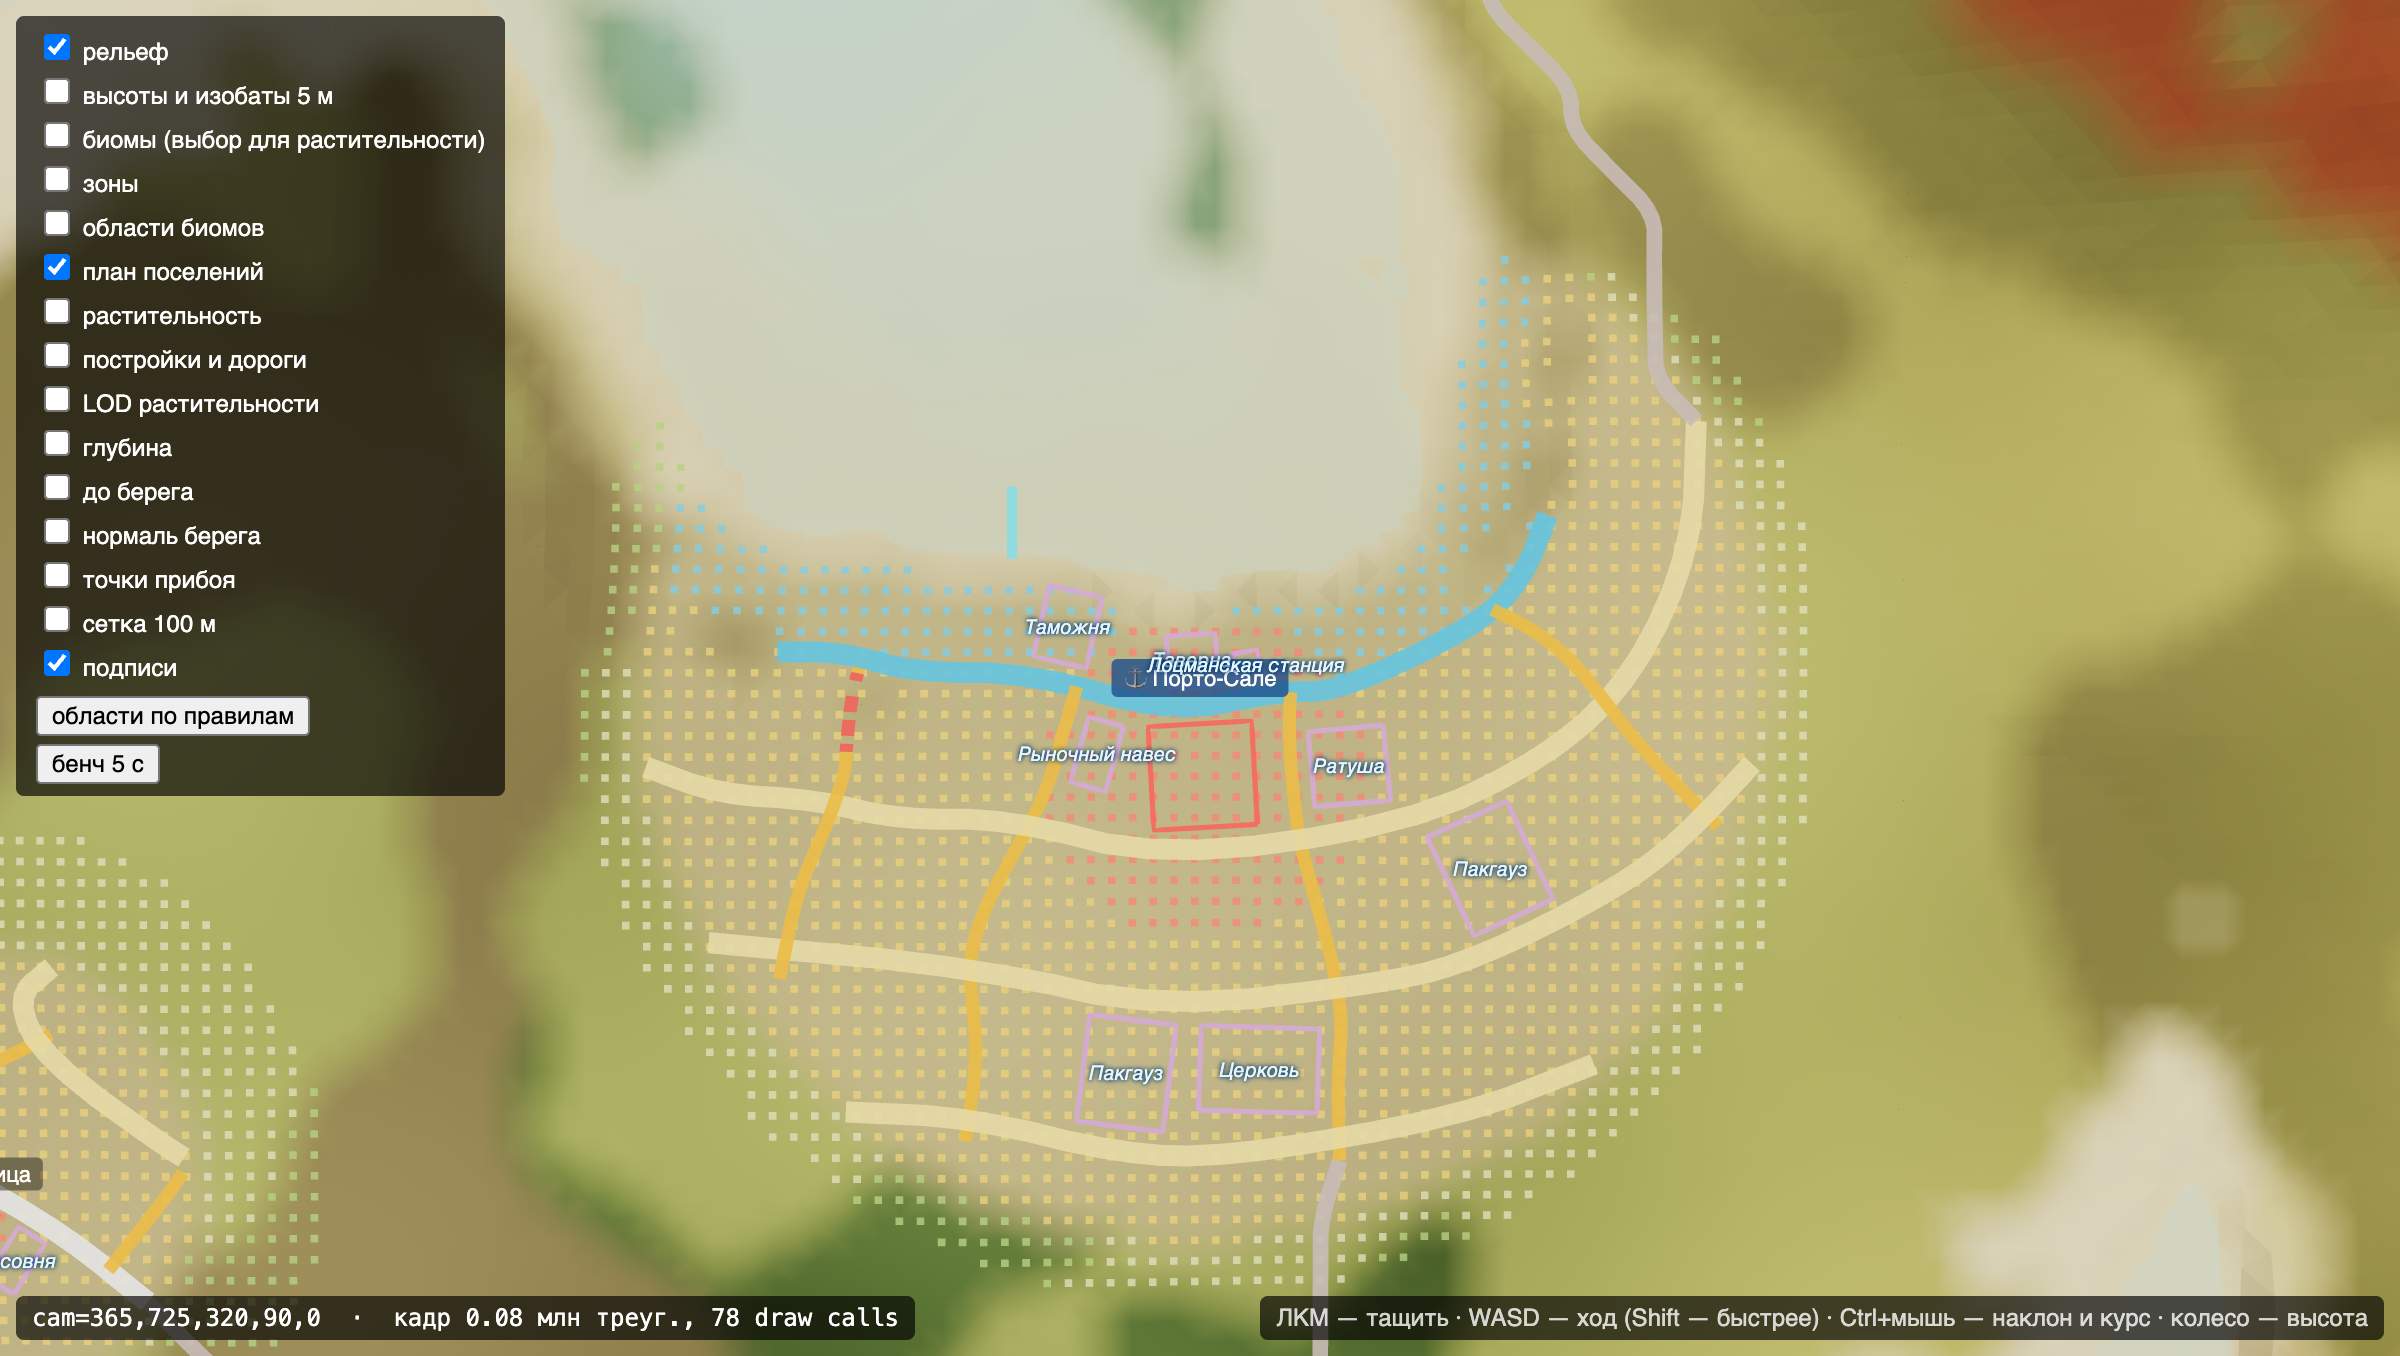 рельеф
высоты и изобаты 5 м
биомы (выбор для растительности)
зоны
области биомов
план поселений
растительность
постройки и дороги
LOD растительности
глубина
до берега
нормаль берега
точки прибоя
сетка 100 м
подписи
области по правилам
бенч 5 с
Таможня
Таверна
Лоцманская станция
Порто-Сале
Рыночный навес
Ратуша
Пакгауз
Пакгауз
Церковь
ица
совня
cam=365,725,320,90,0 · кадр 0.08 млн треуг., 78 draw calls
ЛКМ — тащить · WASD — ход (Shift — быстрее) · Ctrl+мышь — наклон и курс · колесо — высота